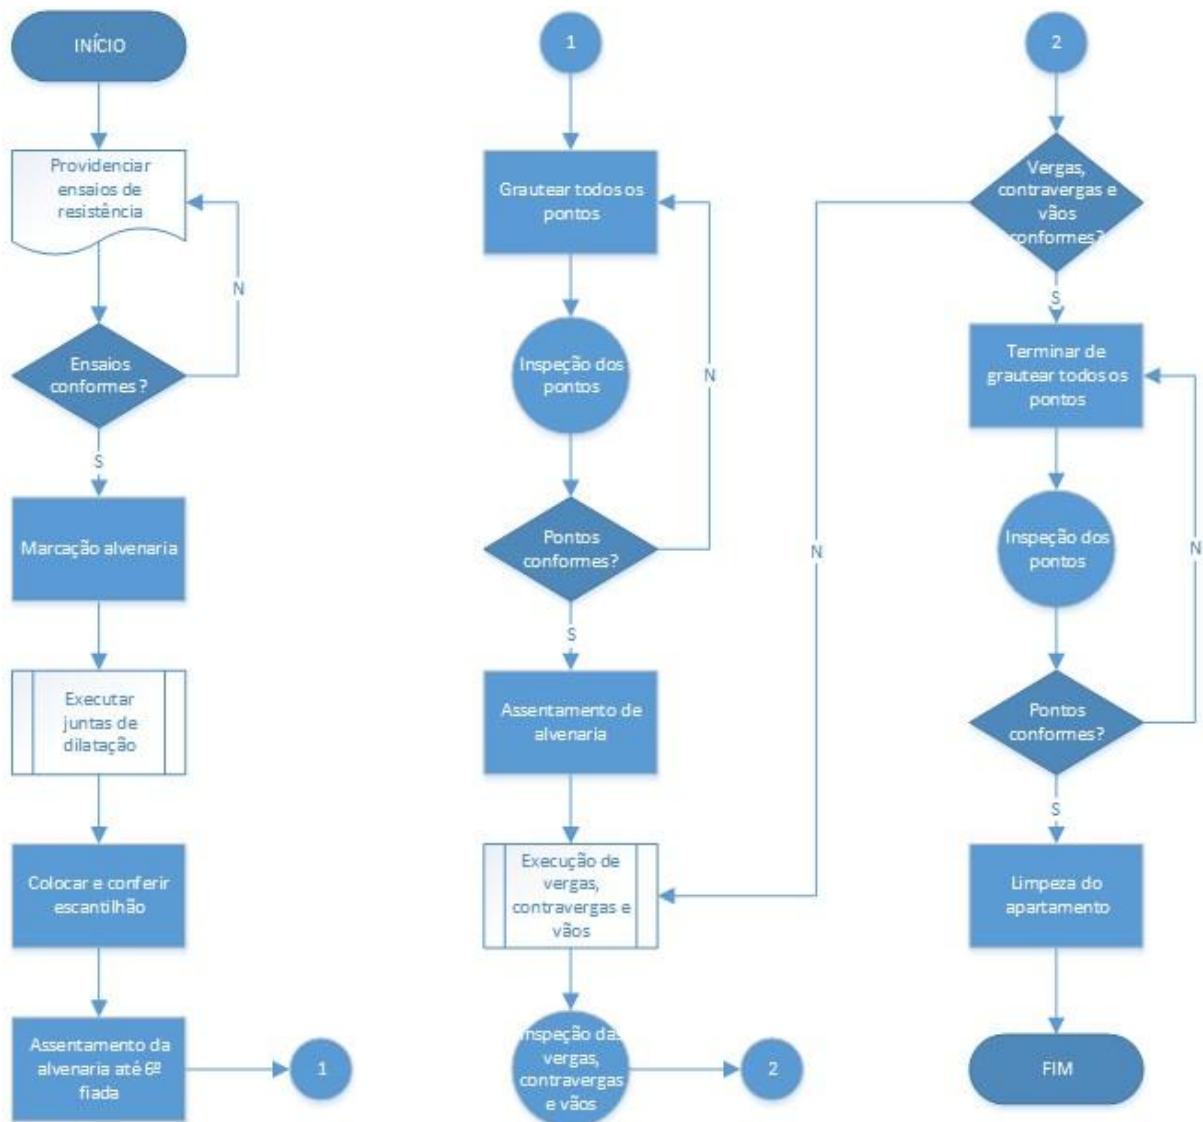 INÍCIO
Providenciar
ensaios de
resistência
N
Ensaios
conformes?
S
Marcação alvenaria
Executar
juntas de
dilatação
Colocar e conferir
escantilhão
Assentamento da
alvenaria até 6ª
fiada
1
1
Grautear todos os
pontos
Inspeção dos
pontos
N
Pontos
conformes?
S
Assentamento de
alvenaria
Execução de
vergas,
contravergas e
vãos
Inspeção das
vergas,
contravergas
e vãos
2
2
Vergas,
contravergas e
vãos
conformes?
N
S
Terminar de
grautear todos os
pontos
Inspeção dos
pontos
N
Pontos
conformes?
S
Limpeza do
apartamento
FIM